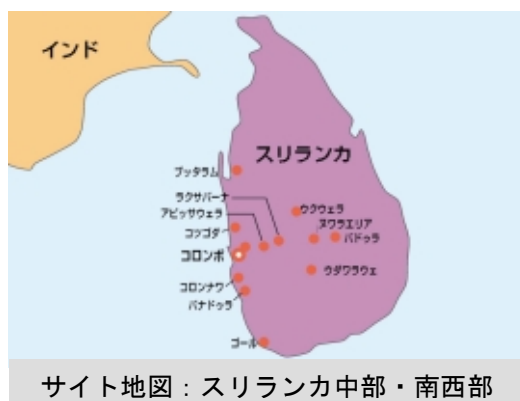 インド
スリランカ
プッタラム
ラクサパーナ
アビッサウェラ
コツゴダ
コロンボ
コロンナワ
パナドゥラ
ゴール
ウクウェラ
ヌワラエリア
バドゥラ
ウダワラウェ
サイト地図：スリランカ中部・南西部